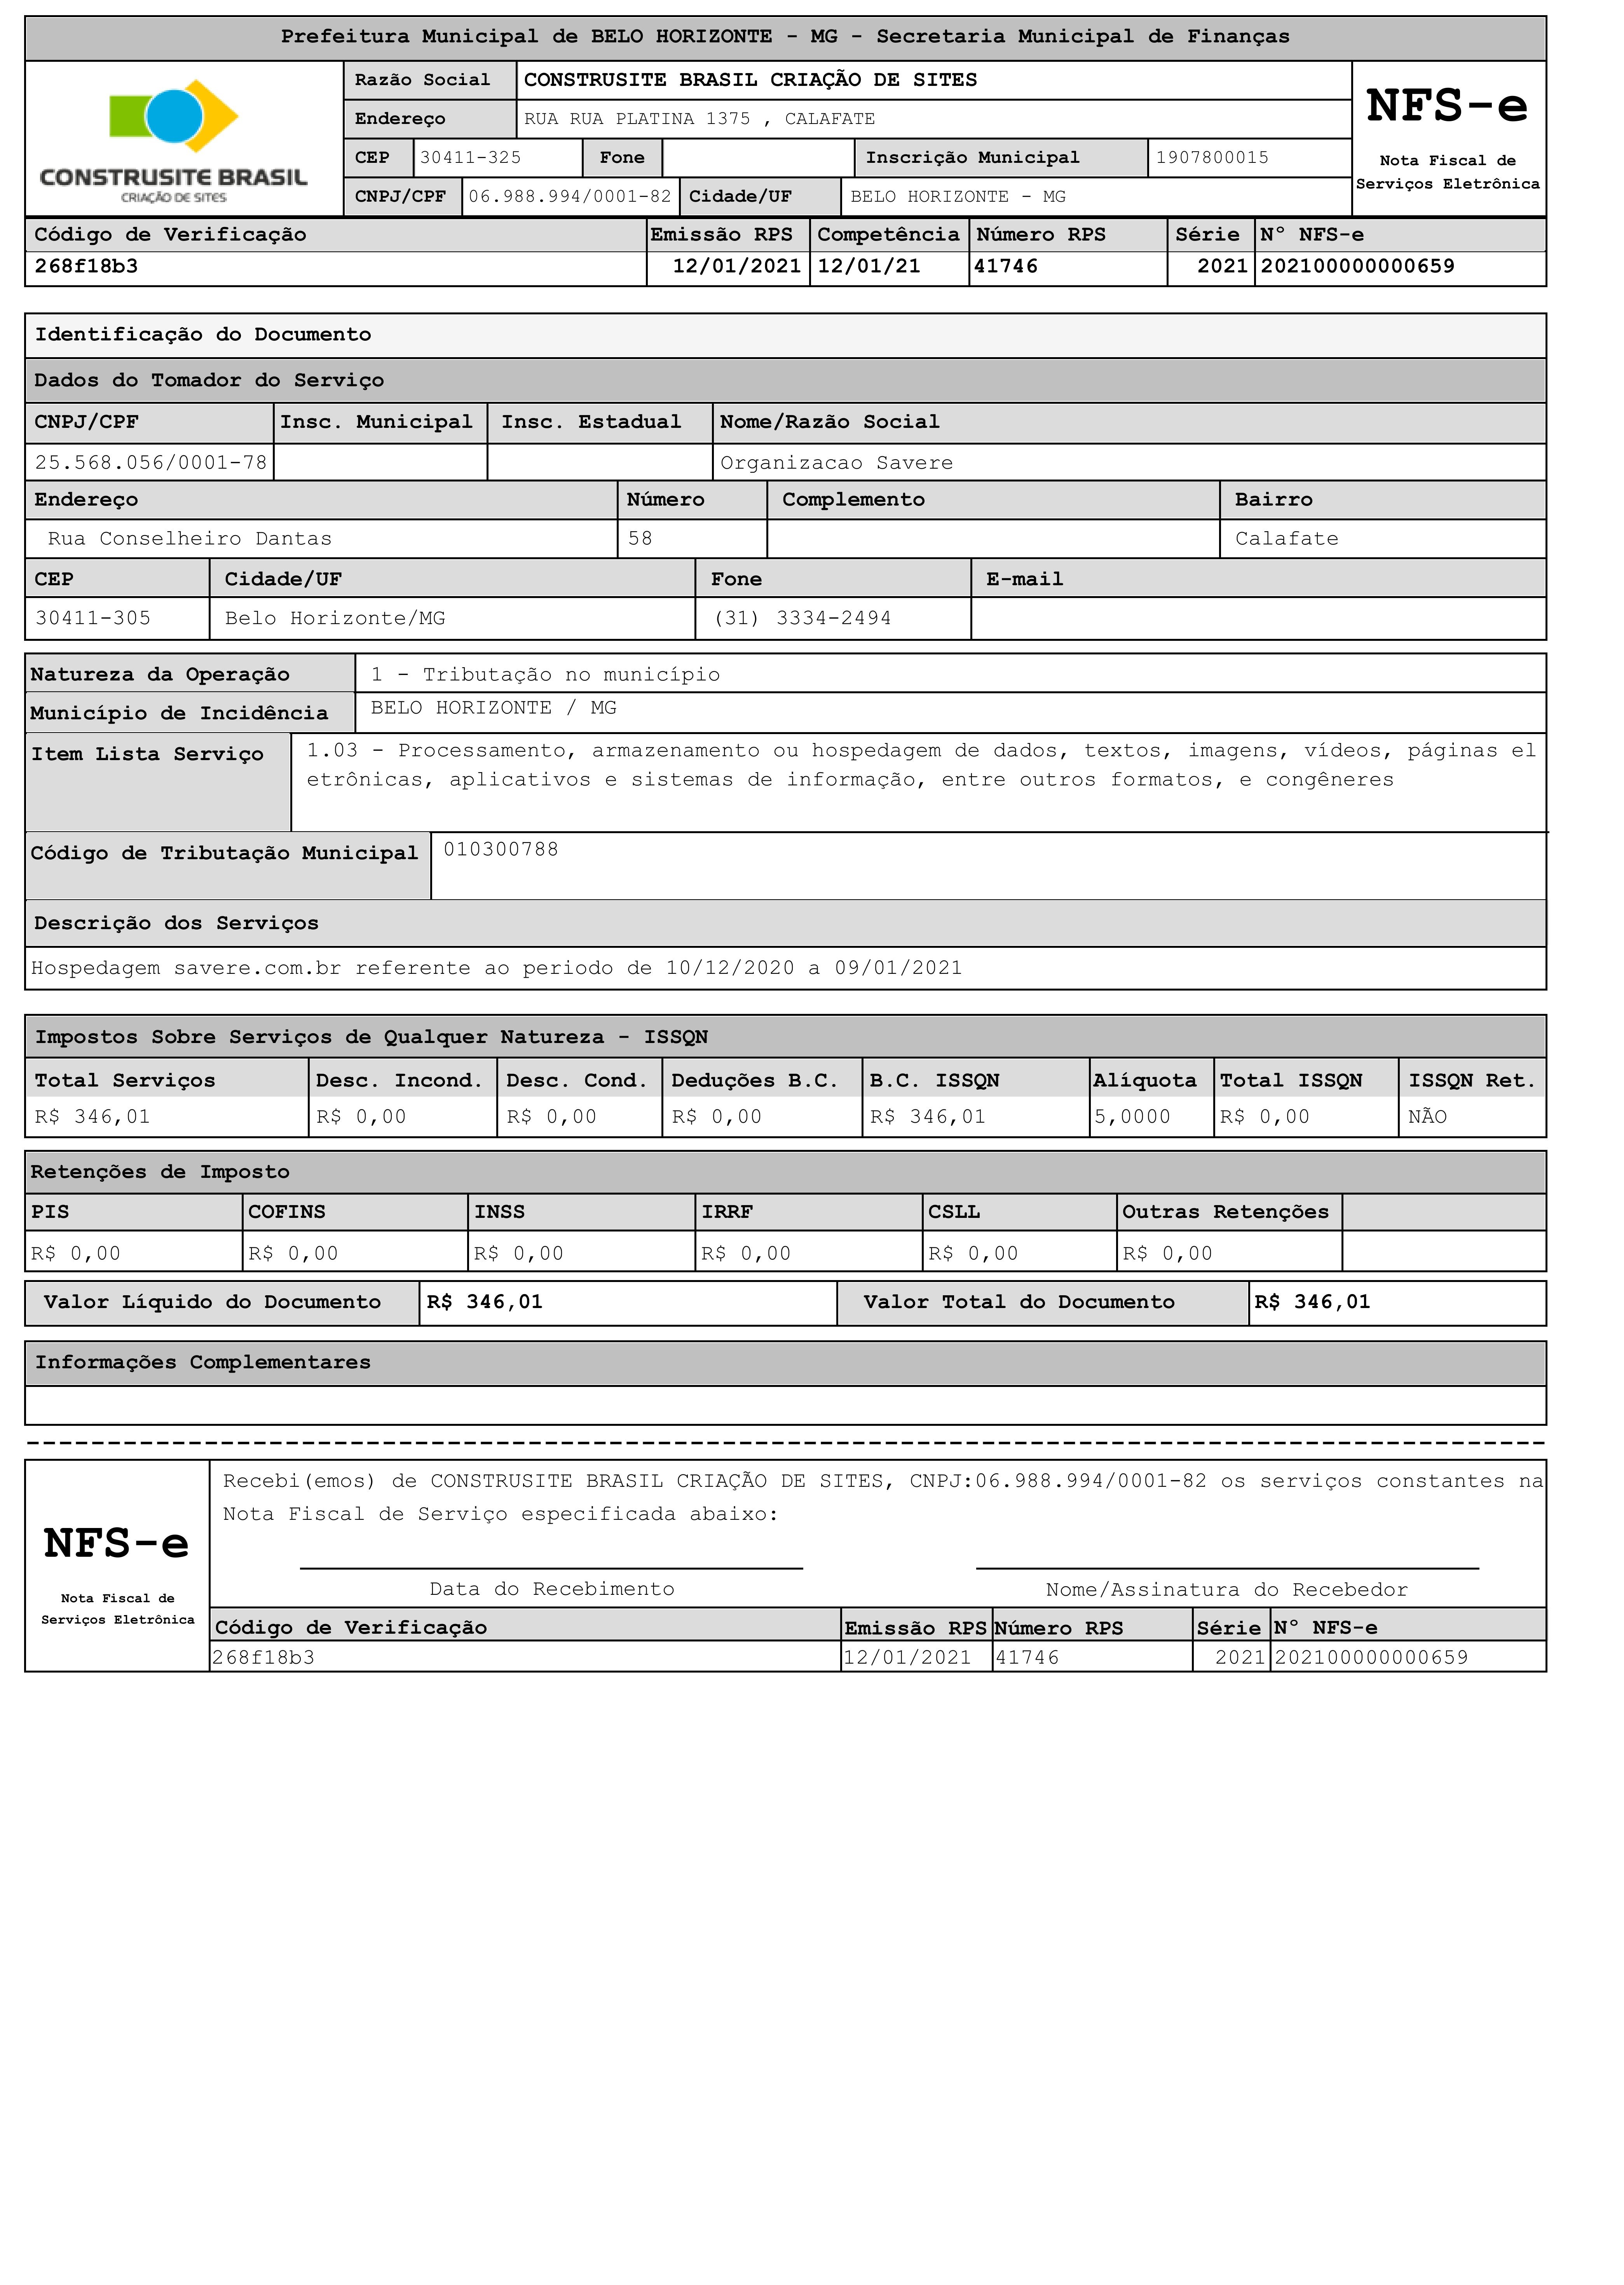 Prefeitura Municipal de BELO HORIZONTE - MG - Secretaria Municipal de Finanças
CONSTRUSITE BRASIL
CRIAÇÃO DE SITES
Razão Social CONSTRUSITE BRASIL CRIAÇÃO DE SITES
Endereço RUA RUA PLATINA 1375 , CALAFATE
CEP 30411-325 Fone Inscrição Municipal 1907800015
CNPJ/CPF 06.988.994/0001-82 Cidade/UF BELO HORIZONTE - MG
NFS-e
Nota Fiscal de
Serviços Eletrônica
Código de Verificação Emissão RPS Competência Número RPS Série N° NFS-e
268f18b3 12/01/2021 12/01/21 41746 2021 202100000000659
Identificação do Documento
Dados do Tomador do Serviço
CNPJ/CPF Insc. Municipal Insc. Estadual Nome/Razão Social
25.568.056/0001-78 Organizacao Savere
Endereço Número Complemento Bairro
Rua Conselheiro Dantas 58 Calafate
CEP Cidade/UF Fone E-mail
30411-305 Belo Horizonte/MG (31) 3334-2494
Natureza da Operação 1 - Tributação no município
Município de Incidência BELO HORIZONTE / MG
Item Lista Serviço 1.03 - Processamento, armazenamento ou hospedagem de dados, textos, imagens, vídeos, páginas el
etrônicas, aplicativos e sistemas de informação, entre outros formatos, e congêneres
Código de Tributação Municipal 010300788
Descrição dos Serviços
Hospedagem savere.com.br referente ao periodo de 10/12/2020 a 09/01/2021
Impostos Sobre Serviços de Qualquer Natureza - ISSQN
Total Serviços Desc. Incond. Desc. Cond. Deduções B.C. B.C. ISSQN Alíquota Total ISSQN ISSQN Ret.
R$ 346,01 R$ 0,00 R$ 0,00 R$ 0,00 R$ 346,01 5,0000 R$ 0,00 NÃO
Retenções de Imposto
PIS COFINS INSS IRRF CSLL Outras Retenções
R$ 0,00 R$ 0,00 R$ 0,00 R$ 0,00 R$ 0,00 R$ 0,00
Valor Líquido do Documento R$ 346,01 Valor Total do Documento R$ 346,01
Informações Complementares
Recebi(emos) de CONSTRUSITE BRASIL CRIAÇÃO DE SITES, CNPJ:06.988.994/0001-82 os serviços constantes na
Nota Fiscal de Serviço especificada abaixo:
NFS-e
Nota Fiscal de
Serviços Eletrônica
Data do Recebimento Nome/Assinatura do Recebedor
Código de Verificação Emissão RPS Número RPS Série N° NFS-e
268f18b3 12/01/2021 41746 2021 202100000000659